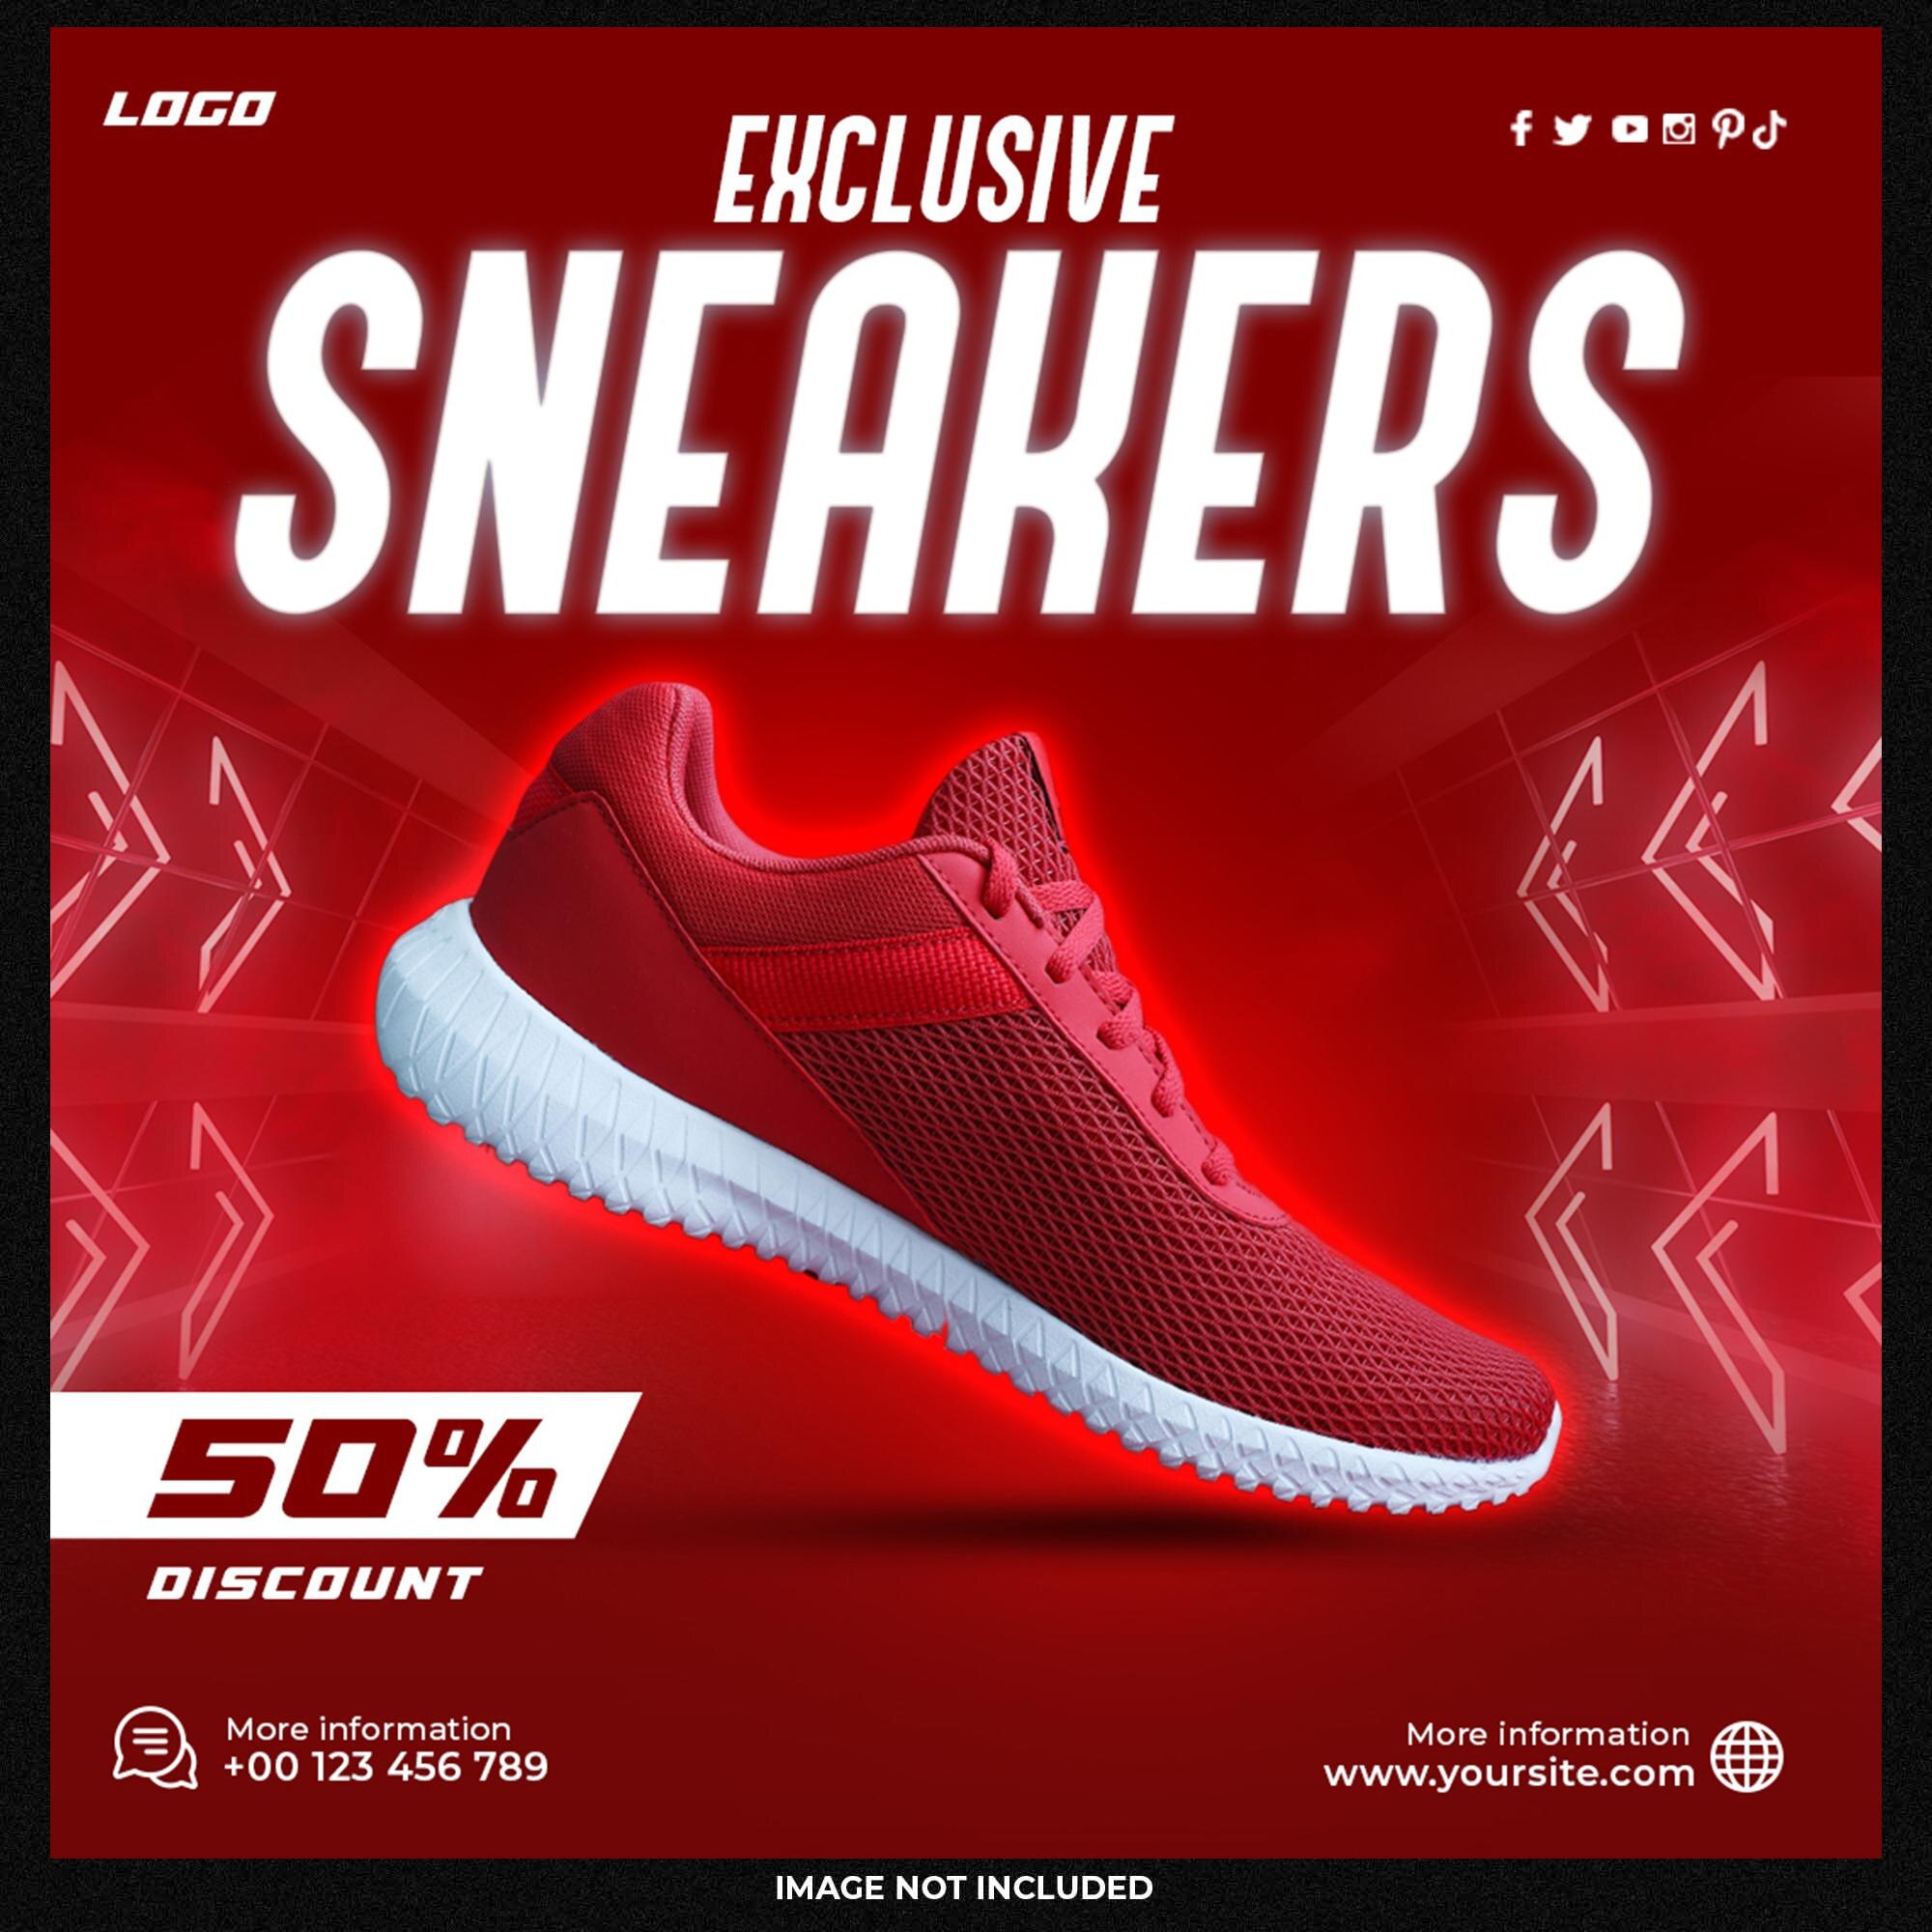 LOGO
EXCLUSIVE
SNEAKERS
50%
DISCOUNT
More information
+00 123 456 789
More information
www.yoursite.com
IMAGE NOT INCLUDED